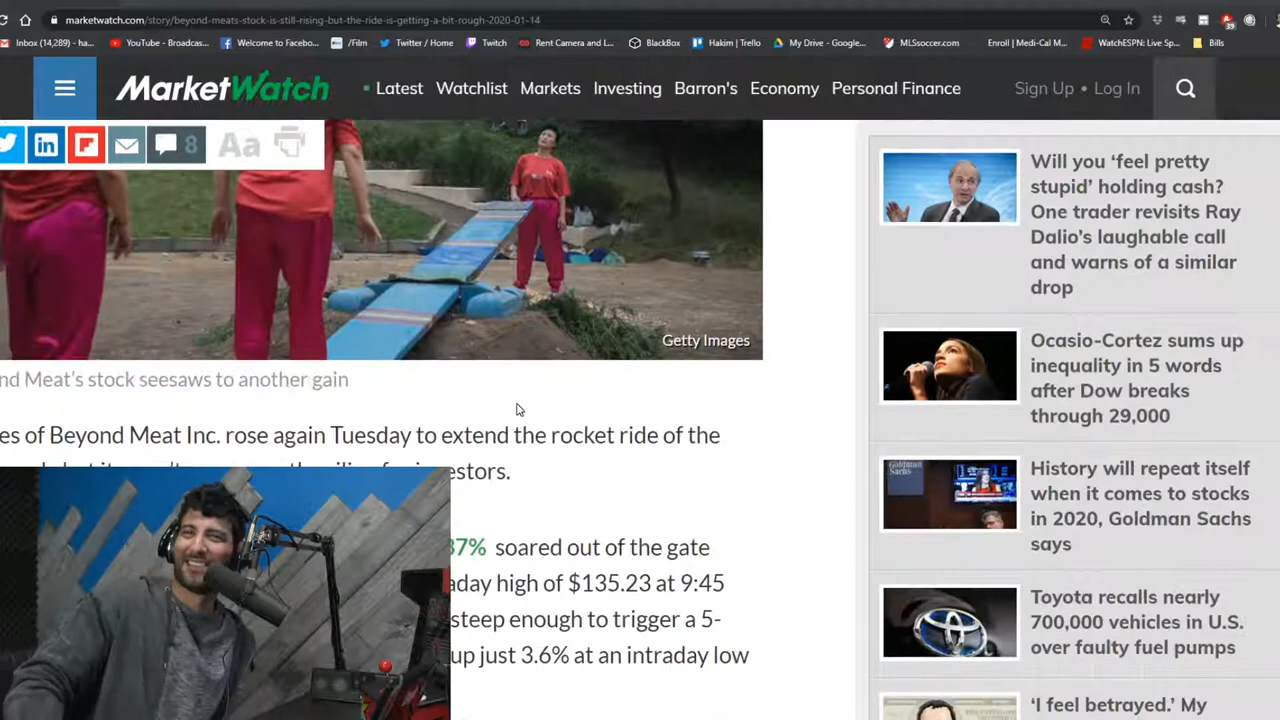 marketwatch.com/story/beyond-meats-stock-is-still-rising-but-the-ride-is-getting-a-bit-rough-2020-01-14
Inbox (14,289) - ha... YouTube - Broadcas... Welcome to Facebo... /Film Twitter / Home Twitch Rent Camera and L... BlackBox Hakim | Trello My Drive - Google... MLSsoccer.com Enroll | Medi-Cal M... WatchESPN: Live Sp... Bills
MarketWatch Latest Watchlist Markets Investing Barron's Economy Personal Finance Sign Up • Log In
in 8 Aa
Getty Images
nd Meat's stock seesaws to another gain
es of Beyond Meat Inc. rose again Tuesday to extend the rocket ride of the
estors.
37% soared out of the gate
aday high of $135.23 at 9:45
steep enough to trigger a 5-
up just 3.6% at an intraday low
Will you ‘feel pretty
stupid’ holding cash?
One trader revisits Ray
Dalio’s laughable call
and warns of a similar
drop
Ocasio-Cortez sums up
inequality in 5 words
after Dow breaks
through 29,000
Goldman
Sachs
History will repeat itself
when it comes to stocks
in 2020, Goldman Sachs
says
Toyota recalls nearly
700,000 vehicles in U.S.
over faulty fuel pumps
‘I feel betrayed.’ My